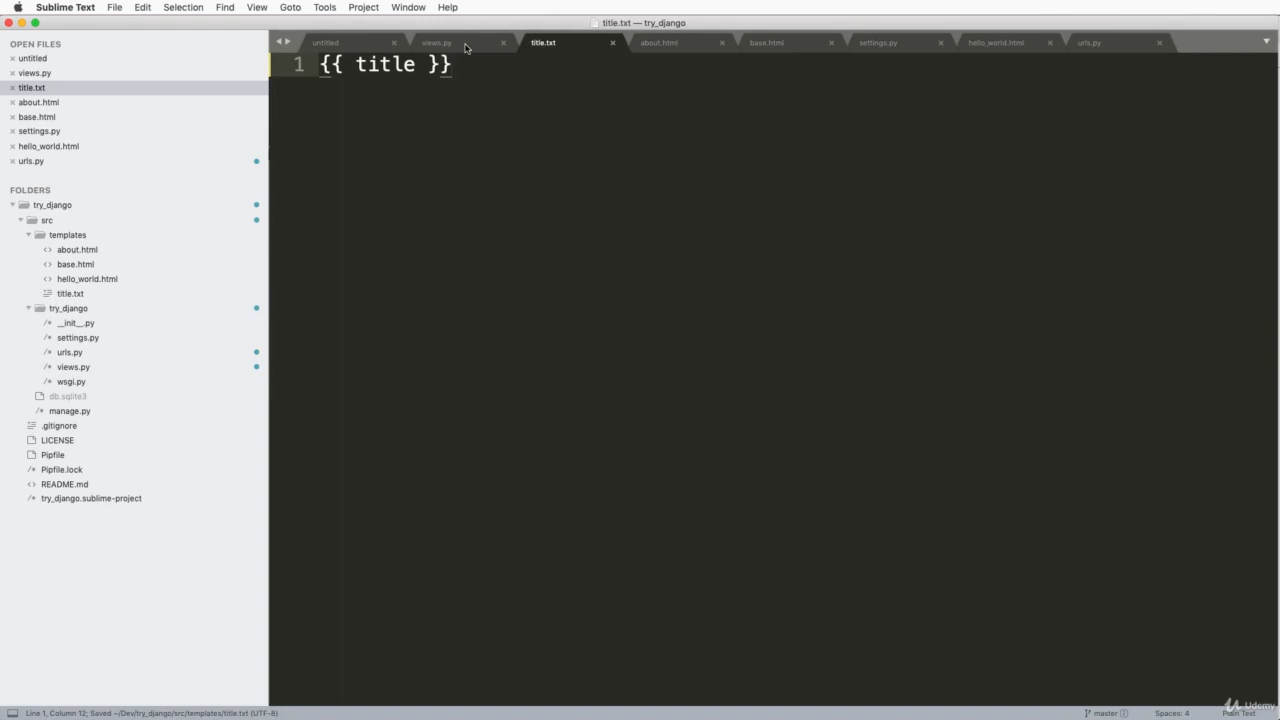 Sublime Text File Edit Selection Find View Goto Tools Project Window Help
title.txt — try_django
OPEN FILES
untitled
views.py
title.txt
about.html
base.html
settings.py
hello_world.html
urls.py
FOLDERS
try_django
src
templates
about.html
base.html
hello_world.html
title.txt
try_django
__init__.py
settings.py
urls.py
views.py
wsgi.py
db.sqlite3
manage.py
.gitignore
LICENSE
Pipfile
Pipfile.lock
README.md
try_django.sublime-project
untitled views.py title.txt about.html base.html settings.py hello_world.html urls.py
1 {{ title }}
Line 1, Column 12; Saved ~/Dev/try_django/src/templates/title.txt (UTF-8) master Spaces: 4 Plain Text
Udemy